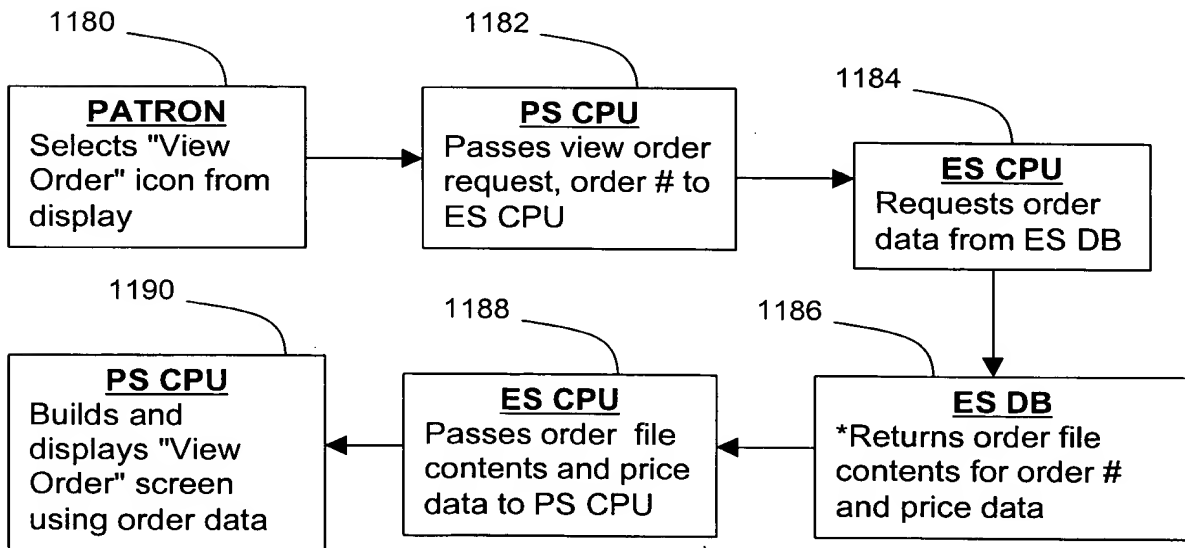 1180
PATRON
Selects "View
Order" icon from
display
1182
PS CPU
Passes view order
request, order # to
ES CPU
1184
ES CPU
Requests order
data from ES DB
1186
ES DB
*Returns order file
contents for order #
and price data
1188
ES CPU
Passes order file
contents and price
data to PS CPU
1190
PS CPU
Builds and
displays "View
Order" screen
using order data